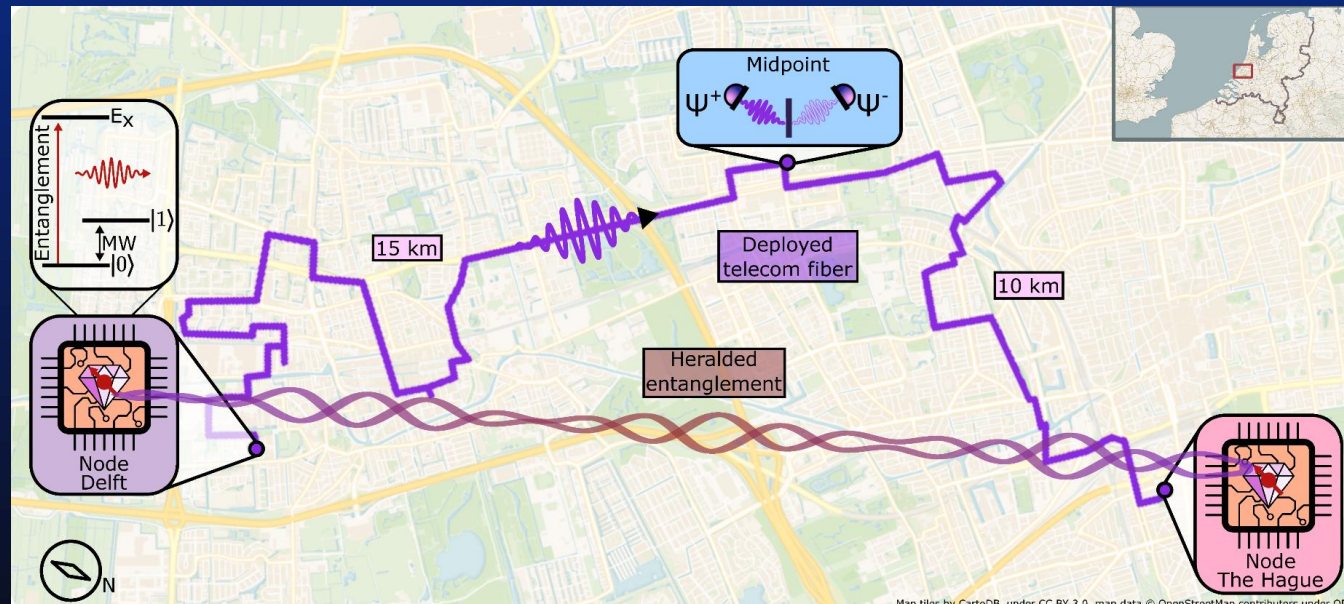 Midpoint
Ψ⁺
Ψ⁻
Entanglement
Eₓ
|1⟩
MW
|0⟩
15 km
Deployed
telecom fiber
10 km
Heralded
entanglement
Node
Delft
Node
The Hague
N
Map tiles by CartoDB, under CC BY 3.0, map data © OpenStreetMap contributors under